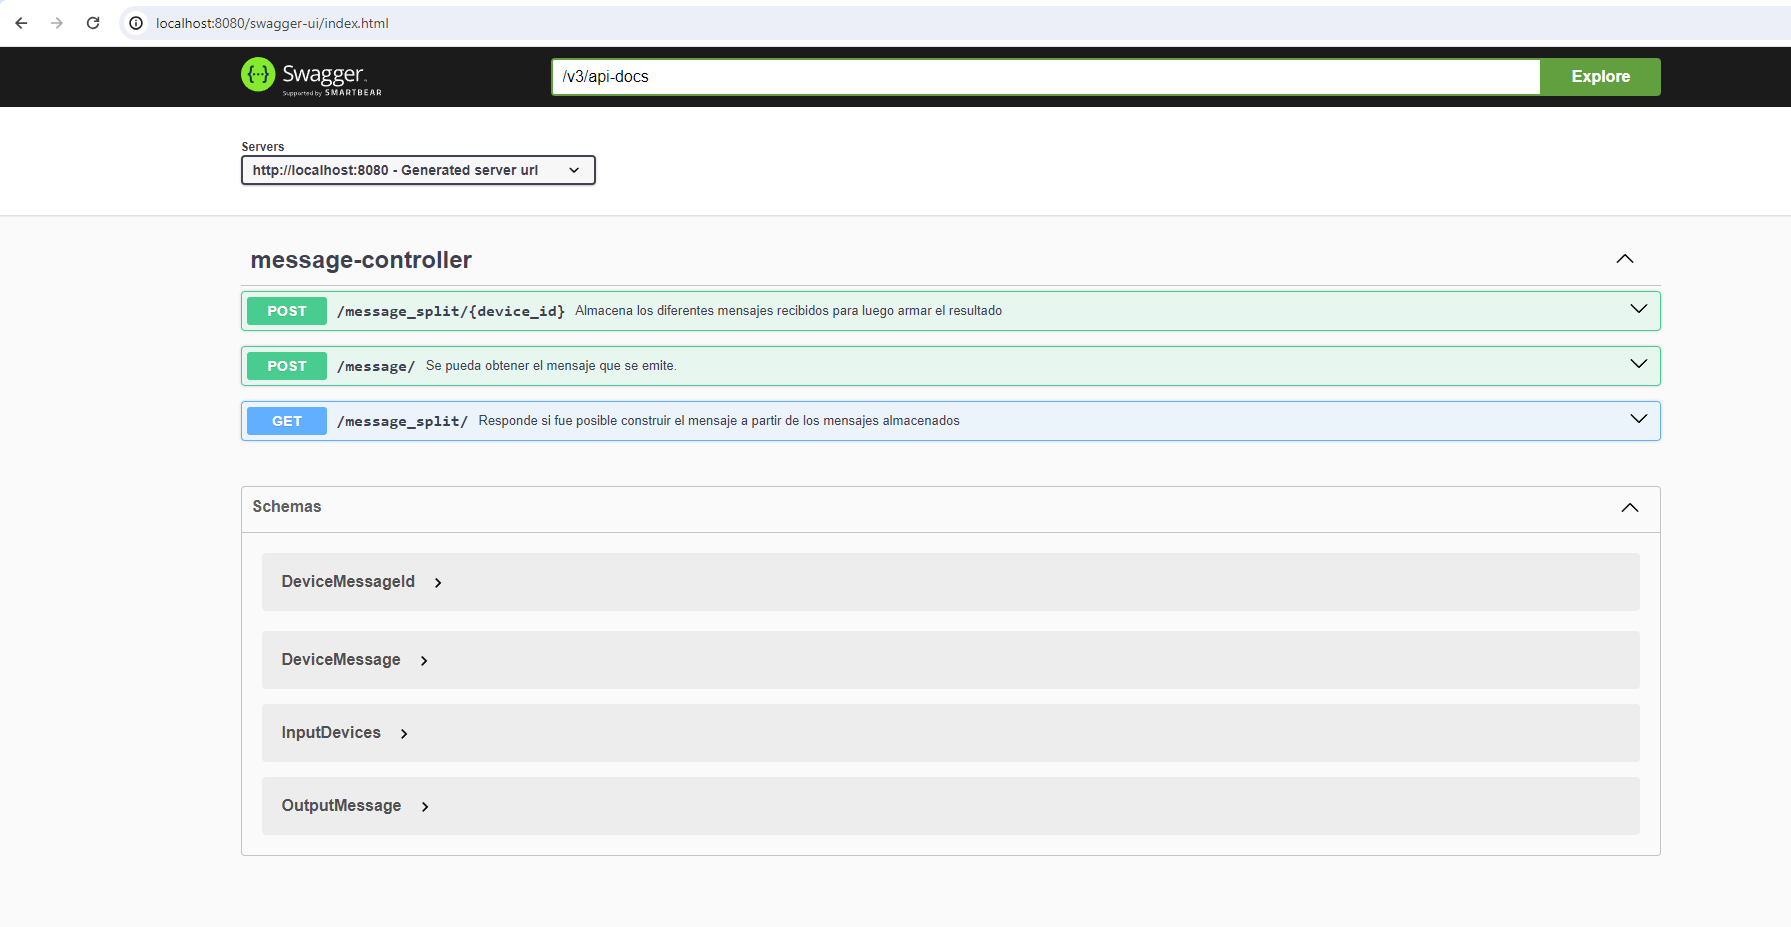 localhost:8080/swagger-ui/index.html
Swagger
Supported by SMARTBEAR
/v3/api-docs
Explore
Servers
http://localhost:8080 - Generated server url
message-controller
POST /message_split/{device_id} Almacena los diferentes mensajes recibidos para luego armar el resultado
POST /message/ Se pueda obtener el mensaje que se emite.
GET /message_split/ Responde si fue posible construir el mensaje a partir de los mensajes almacenados
Schemas
DeviceMessageId
DeviceMessage
InputDevices
OutputMessage